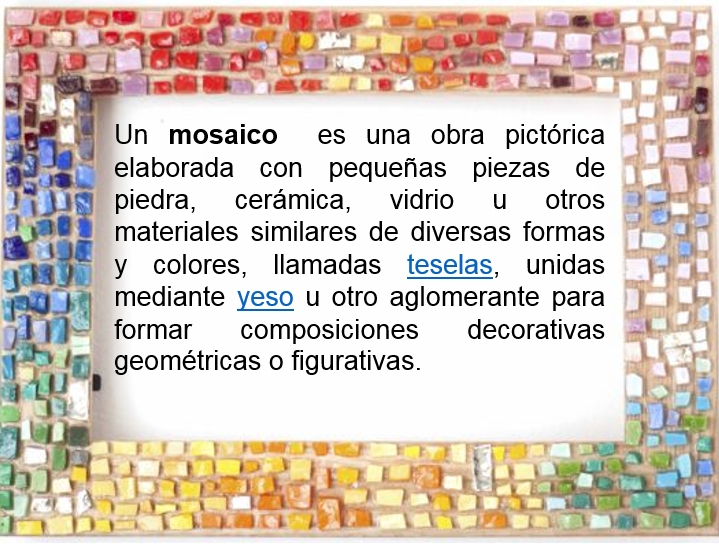 Un mosaico es una obra pictórica
elaborada con pequeñas piezas de
piedra, cerámica, vidrio u otros
materiales similares de diversas formas
y colores, llamadas teselas, unidas
mediante yeso u otro aglomerante para
formar composiciones decorativas
geométricas o figurativas.